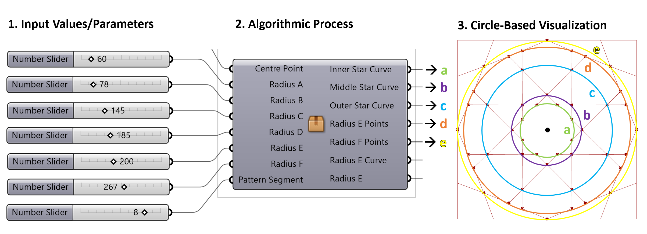 1. Input Values/Parameters
2. Algorithmic Process
3. Circle-Based Visualization
Number Slider 60
Number Slider 78
Number Slider 145
Number Slider 185
Number Slider 200
Number Slider 267
Number Slider 8
Centre Point
Radius A
Radius B
Radius C
Radius D
Radius E
Radius F
Pattern Segment
Inner Star Curve
Middle Star Curve
Outer Star Curve
Radius E Points
Radius F Points
Radius E Curve
Radius E
a
b
c
d
e
e
d
c
b
a